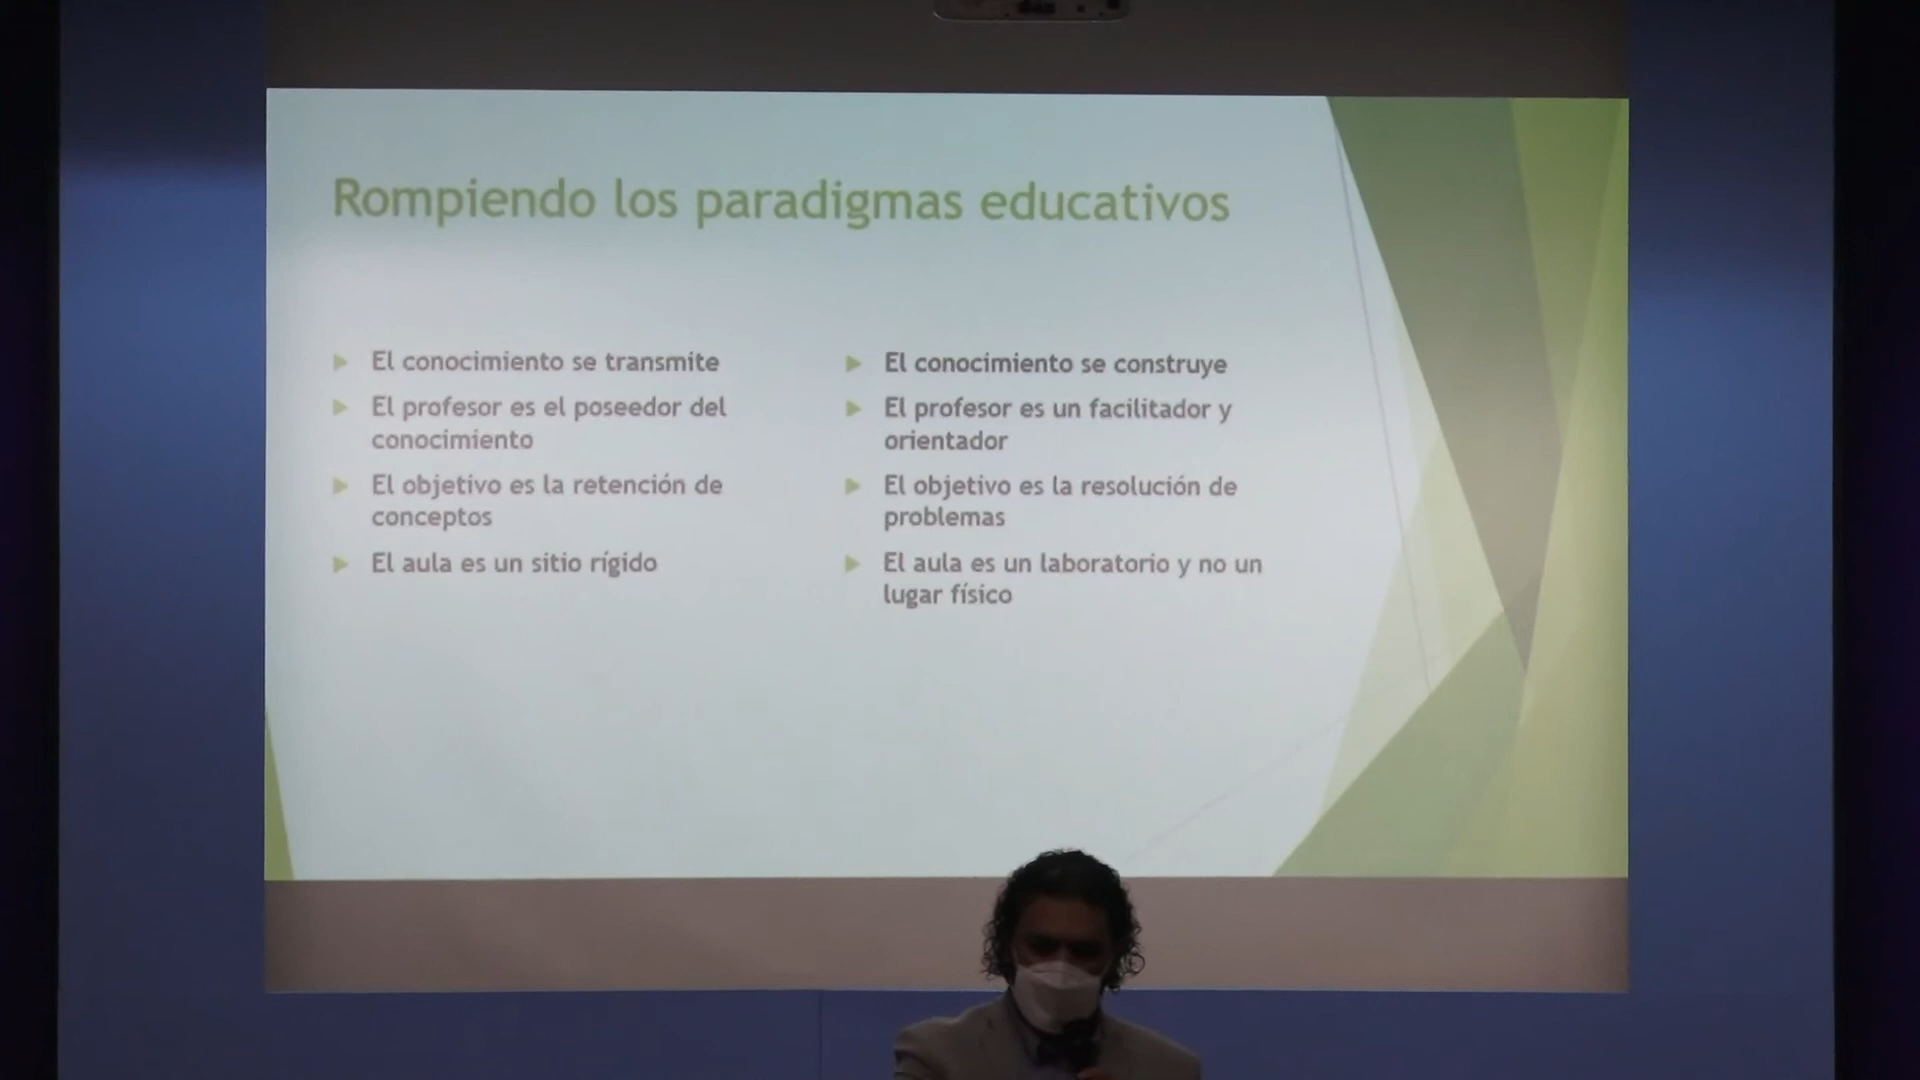 Rompiendo los paradigmas educativos
El conocimiento se transmite
El profesor es el poseedor del
conocimiento
El objetivo es la retención de
conceptos
El aula es un sitio rígido
El conocimiento se construye
El profesor es un facilitador y
orientador
El objetivo es la resolución de
problemas
El aula es un laboratorio y no un
lugar físico